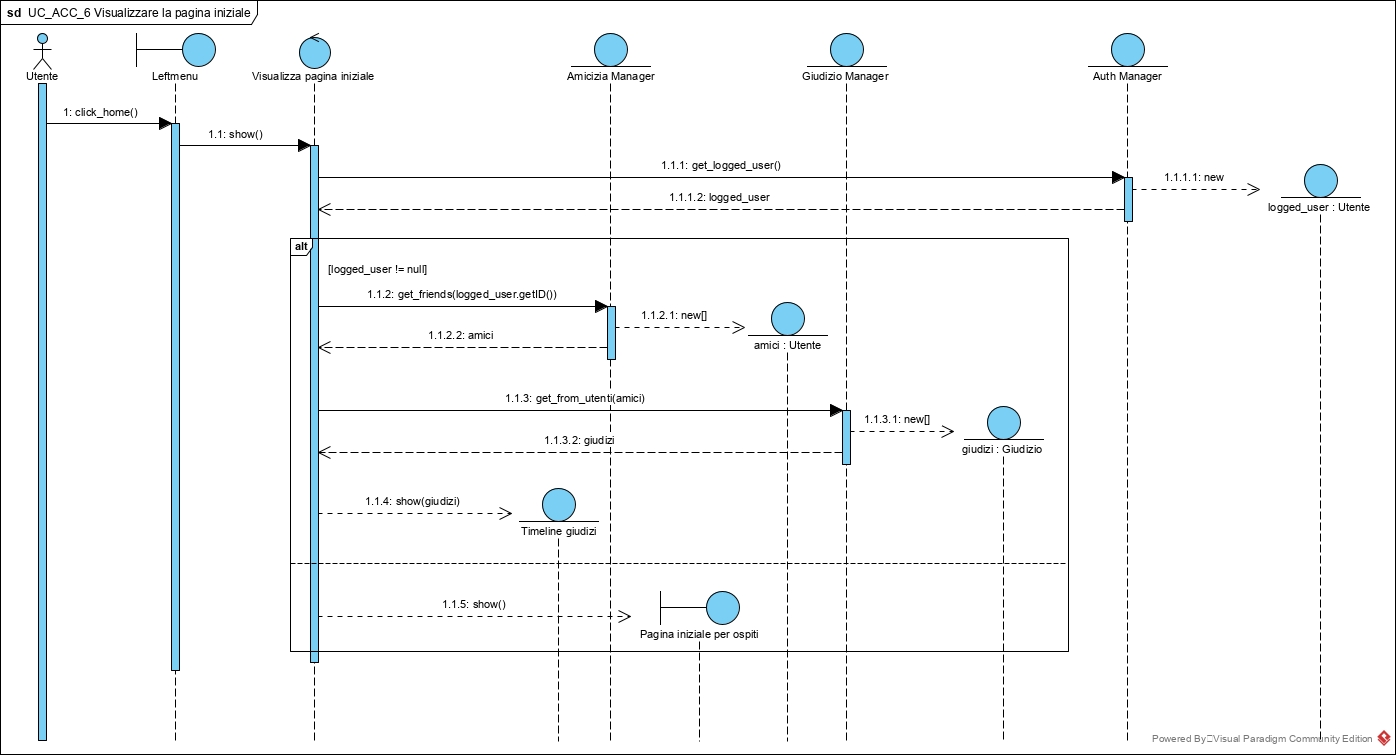 sd UC_ACC_6 Visualizzare la pagina iniziale
Utente
Leftmenu
Visualizza pagina iniziale
Amicizia Manager
Giudizio Manager
Auth Manager
1: click_home()
1.1: show()
1.1.1: get_logged_user()
1.1.1.1: new
1.1.1.2: logged_user
logged_user : Utente
alt
[logged_user != null]
1.1.2: get_friends(logged_user.getID())
1.1.2.1: new[]
1.1.2.2: amici
amici : Utente
1.1.3: get_from_utenti(amici)
1.1.3.1: new[]
1.1.3.2: giudizi
giudizi : Giudizio
1.1.4: show(giudizi)
Timeline giudizi
1.1.5: show()
Pagina iniziale per ospiti
Powered By Visual Paradigm Community Edition